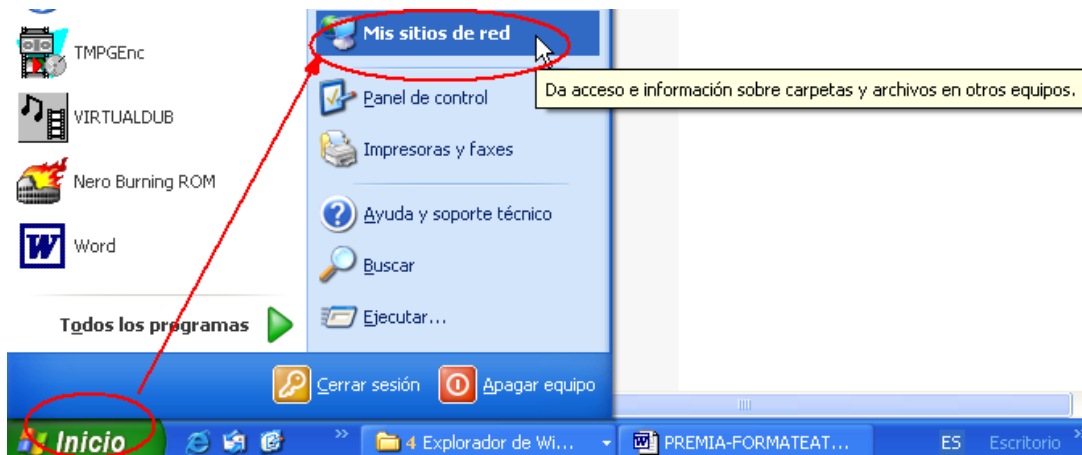 TMPGEnc
VIRTUALDUB
Nero Burning ROM
Word
Todos los programas
Mis sitios de red
Da acceso e información sobre carpetas y archivos en otros equipos.
Panel de control
Impresoras y faxes
Ayuda y soporte técnico
Buscar
Ejecutar...
Cerrar sesión Apagar equipo
Inicio » 4 Explorador de Wi... PREMIA-FORMATEAT... ES Escritorio »